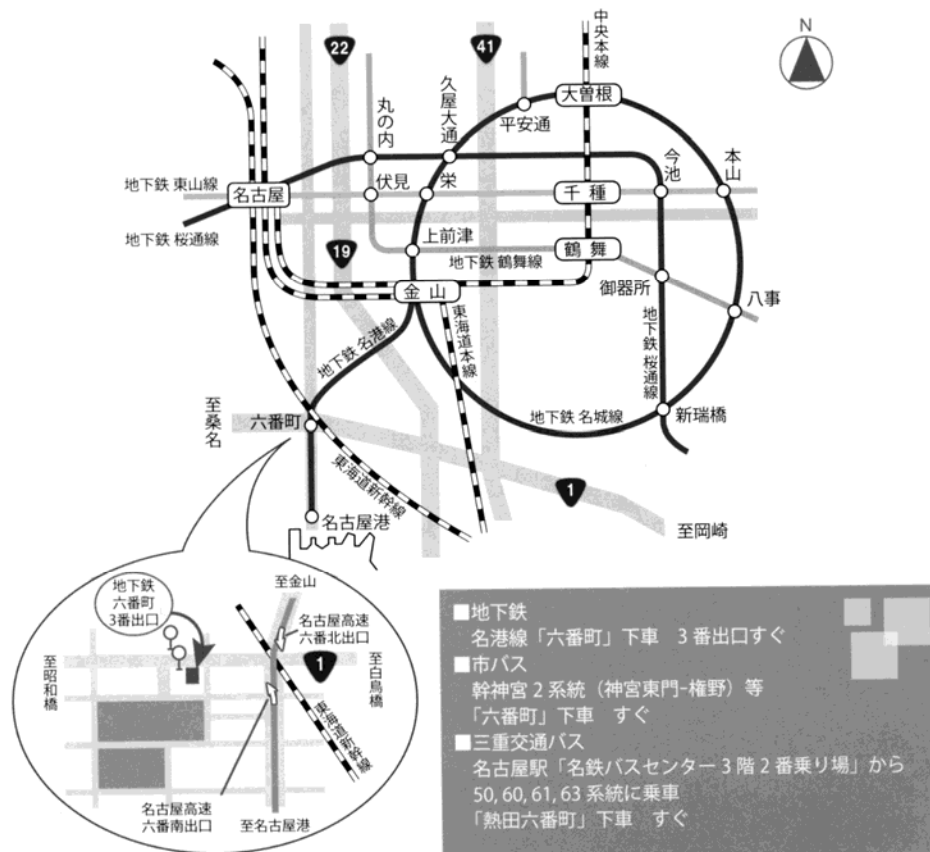 22
41
中央本線
N
大曽根
久屋大通
平安通
丸の内
本山
今池
地下鉄 東山線
名古屋
伏見
栄
千種
地下鉄 桜通線
19
上前津
鶴舞
地下鉄 鶴舞線
御器所
金山
八事
東海道本線
地下鉄 桜通線
地下鉄 名港線
至桑名
六番町
地下鉄 名城線
新瑞橋
東海道新幹線
1
名古屋港
至岡崎
地下鉄
六番町
3番出口
至金山
名古屋高速
六番北出口
至昭和橋
1
至白鳥橋
東海道新幹線
名古屋高速
六番南出口
至名古屋港
■地下鉄
名港線「六番町」下車 3番出口すぐ
■市バス
幹神宮2系統（神宮東門-権野）等
「六番町」下車 すぐ
■三重交通バス
名古屋駅「名鉄バスセンター3階2番乗り場」から
50, 60, 61, 63系統に乗車
「熱田六番町」下車 すぐ